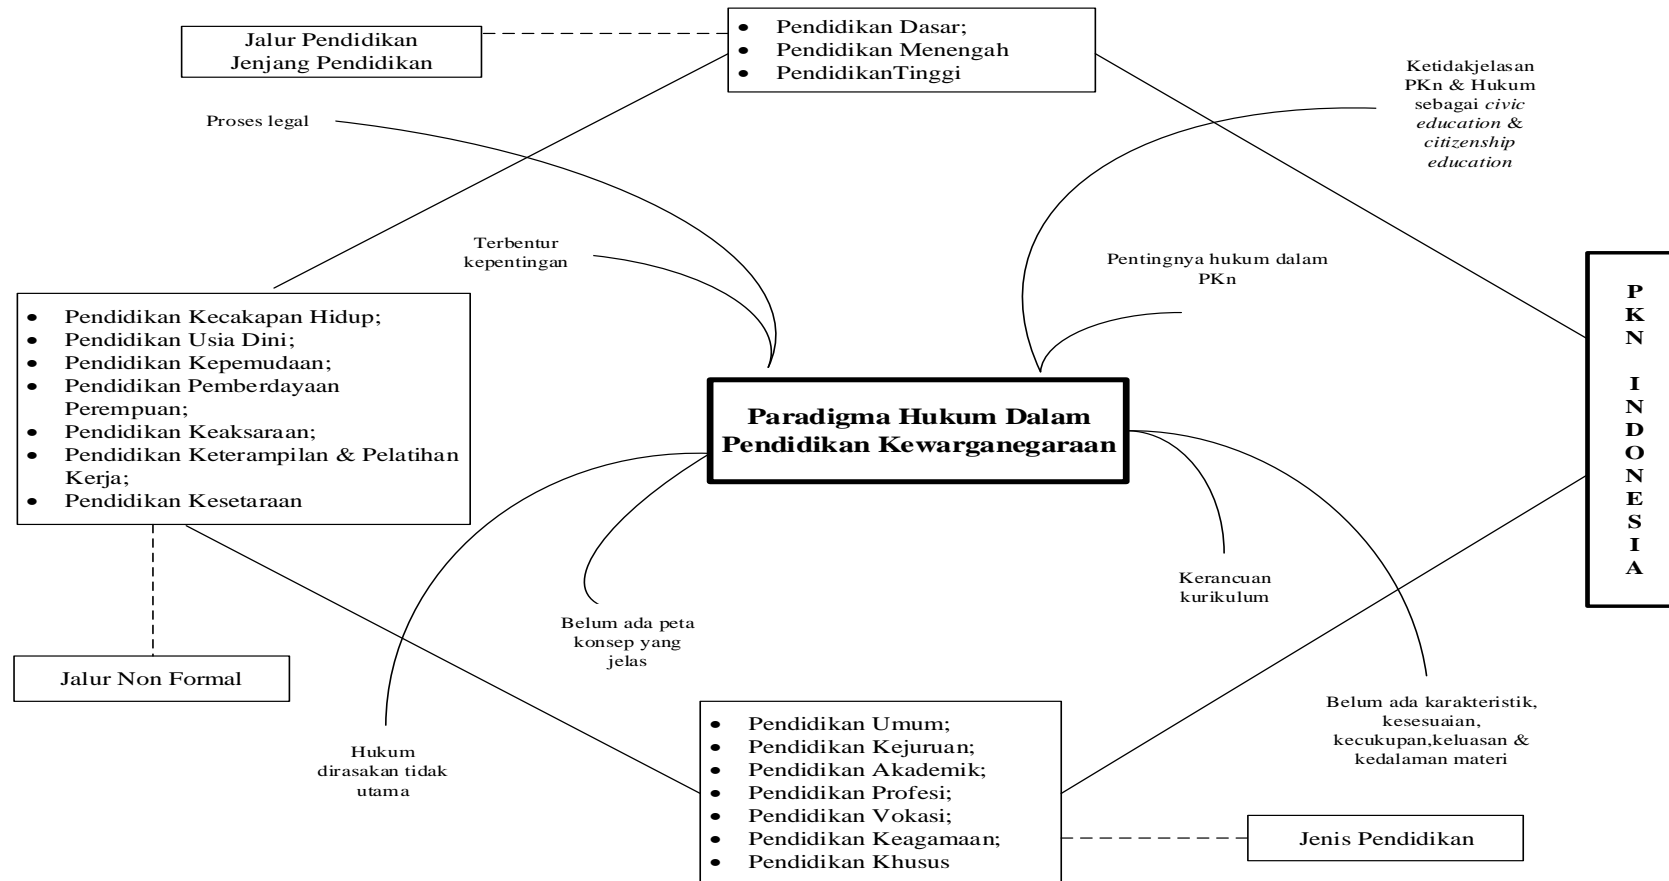 Jalur Pendidikan
Jenjang Pendidikan
• Pendidikan Dasar;
• Pendidikan Menengah
• PendidikanTinggi
Ketidakjelasan
PKn & Hukum
sebagai civic
education &
citizenship
education
Proses legal
Terbentur
kepentingan
Pentingnya hukum dalam
PKn
• Pendidikan Kecakapan Hidup;
• Pendidikan Usia Dini;
• Pendidikan Kepemudaan;
• Pendidikan Pemberdayaan
Perempuan;
• Pendidikan Keaksaraan;
• Pendidikan Keterampilan & Pelatihan
Kerja;
• Pendidikan Kesetaraan
Paradigma Hukum Dalam
Pendidikan Kewarganegaraan
P
K
N
I
N
D
O
N
E
S
I
A
Kerancuan
kurikulum
Belum ada peta
konsep yang
jelas
Jalur Non Formal
Hukum
dirasakan tidak
utama
Belum ada karakteristik,
kesesuaian,
kecukupan,keluasan &
kedalaman materi
• Pendidikan Umum;
• Pendidikan Kejuruan;
• Pendidikan Akademik;
• Pendidikan Profesi;
• Pendidikan Vokasi;
• Pendidikan Keagamaan;
• Pendidikan Khusus
Jenis Pendidikan